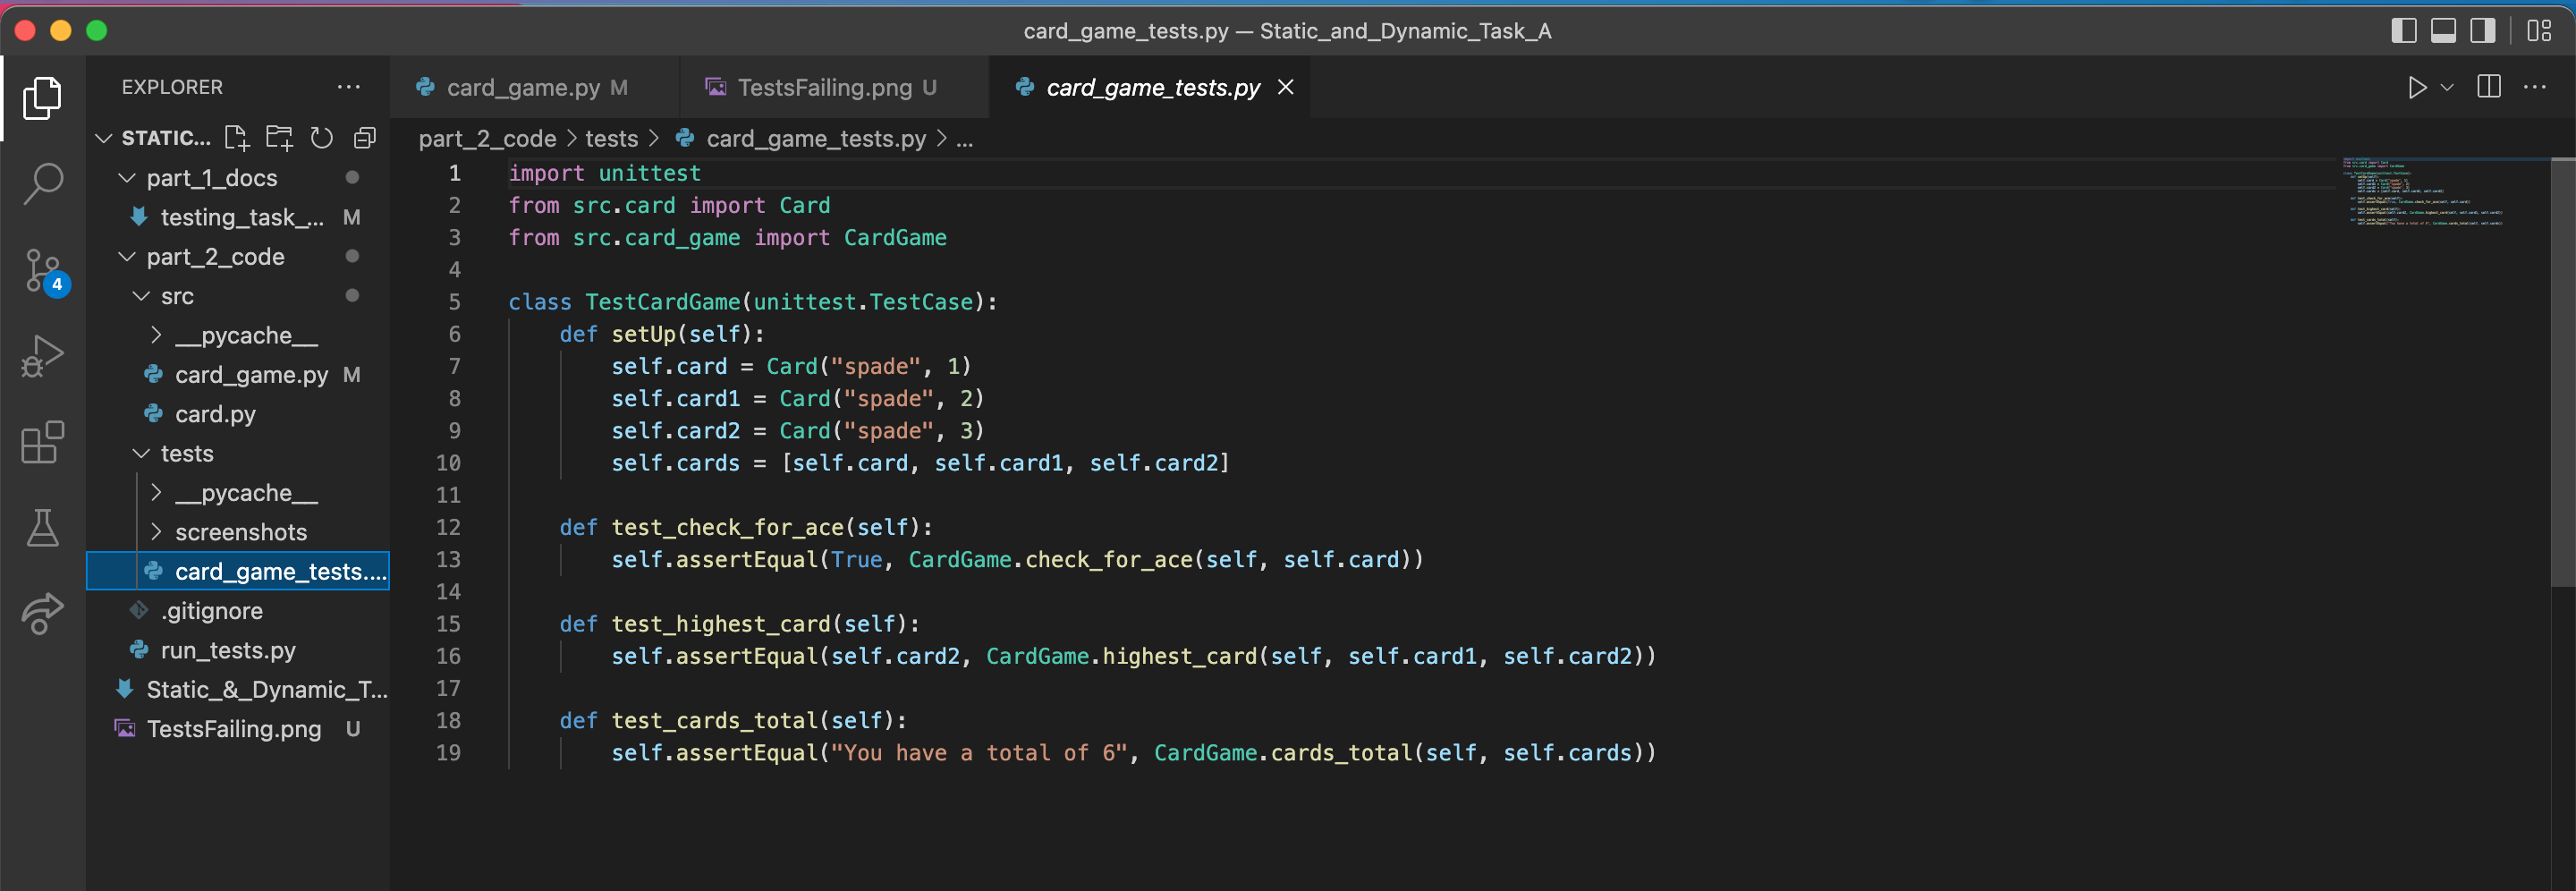 card_game_tests.py — Static_and_Dynamic_Task_A
EXPLORER
STATIC...
part_1_docs
testing_task_... M
part_2_code
src
__pycache__
card_game.py M
card.py
tests
__pycache__
screenshots
card_game_tests....
.gitignore
run_tests.py
Static_&_Dynamic_T...
TestsFailing.png U
4
card_game.py M
TestsFailing.png U
card_game_tests.py
part_2_code > tests > card_game_tests.py > ...
1 import unittest
2 from src.card import Card
3 from src.card_game import CardGame
4
5 class TestCardGame(unittest.TestCase):
6 def setUp(self):
7 self.card = Card("spade", 1)
8 self.card1 = Card("spade", 2)
9 self.card2 = Card("spade", 3)
10 self.cards = [self.card, self.card1, self.card2]
11
12 def test_check_for_ace(self):
13 self.assertEqual(True, CardGame.check_for_ace(self, self.card))
14
15 def test_highest_card(self):
16 self.assertEqual(self.card2, CardGame.highest_card(self, self.card1, self.card2))
17
18 def test_cards_total(self):
19 self.assertEqual("You have a total of 6", CardGame.cards_total(self, self.cards))